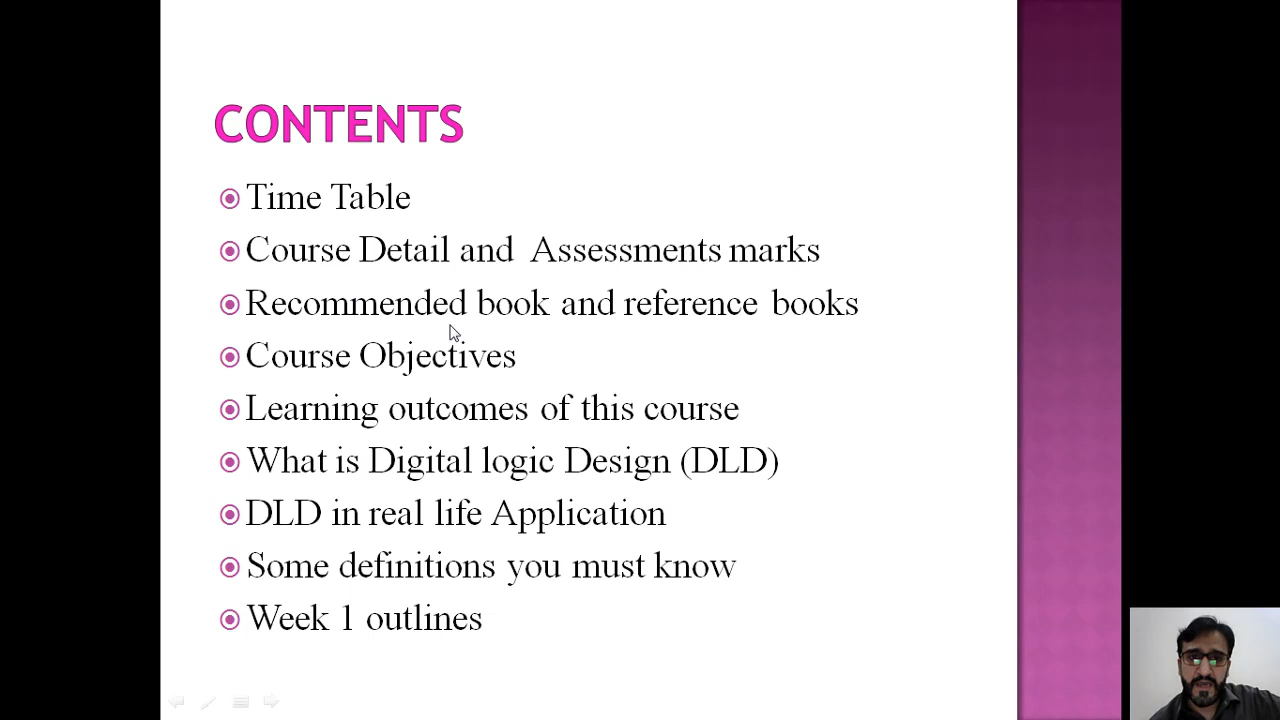 CONTENTS
Time Table
Course Detail and Assessments marks
Recommended book and reference books
Course Objectives
Learning outcomes of this course
What is Digital logic Design (DLD)
DLD in real life Application
Some definitions you must know
Week 1 outlines